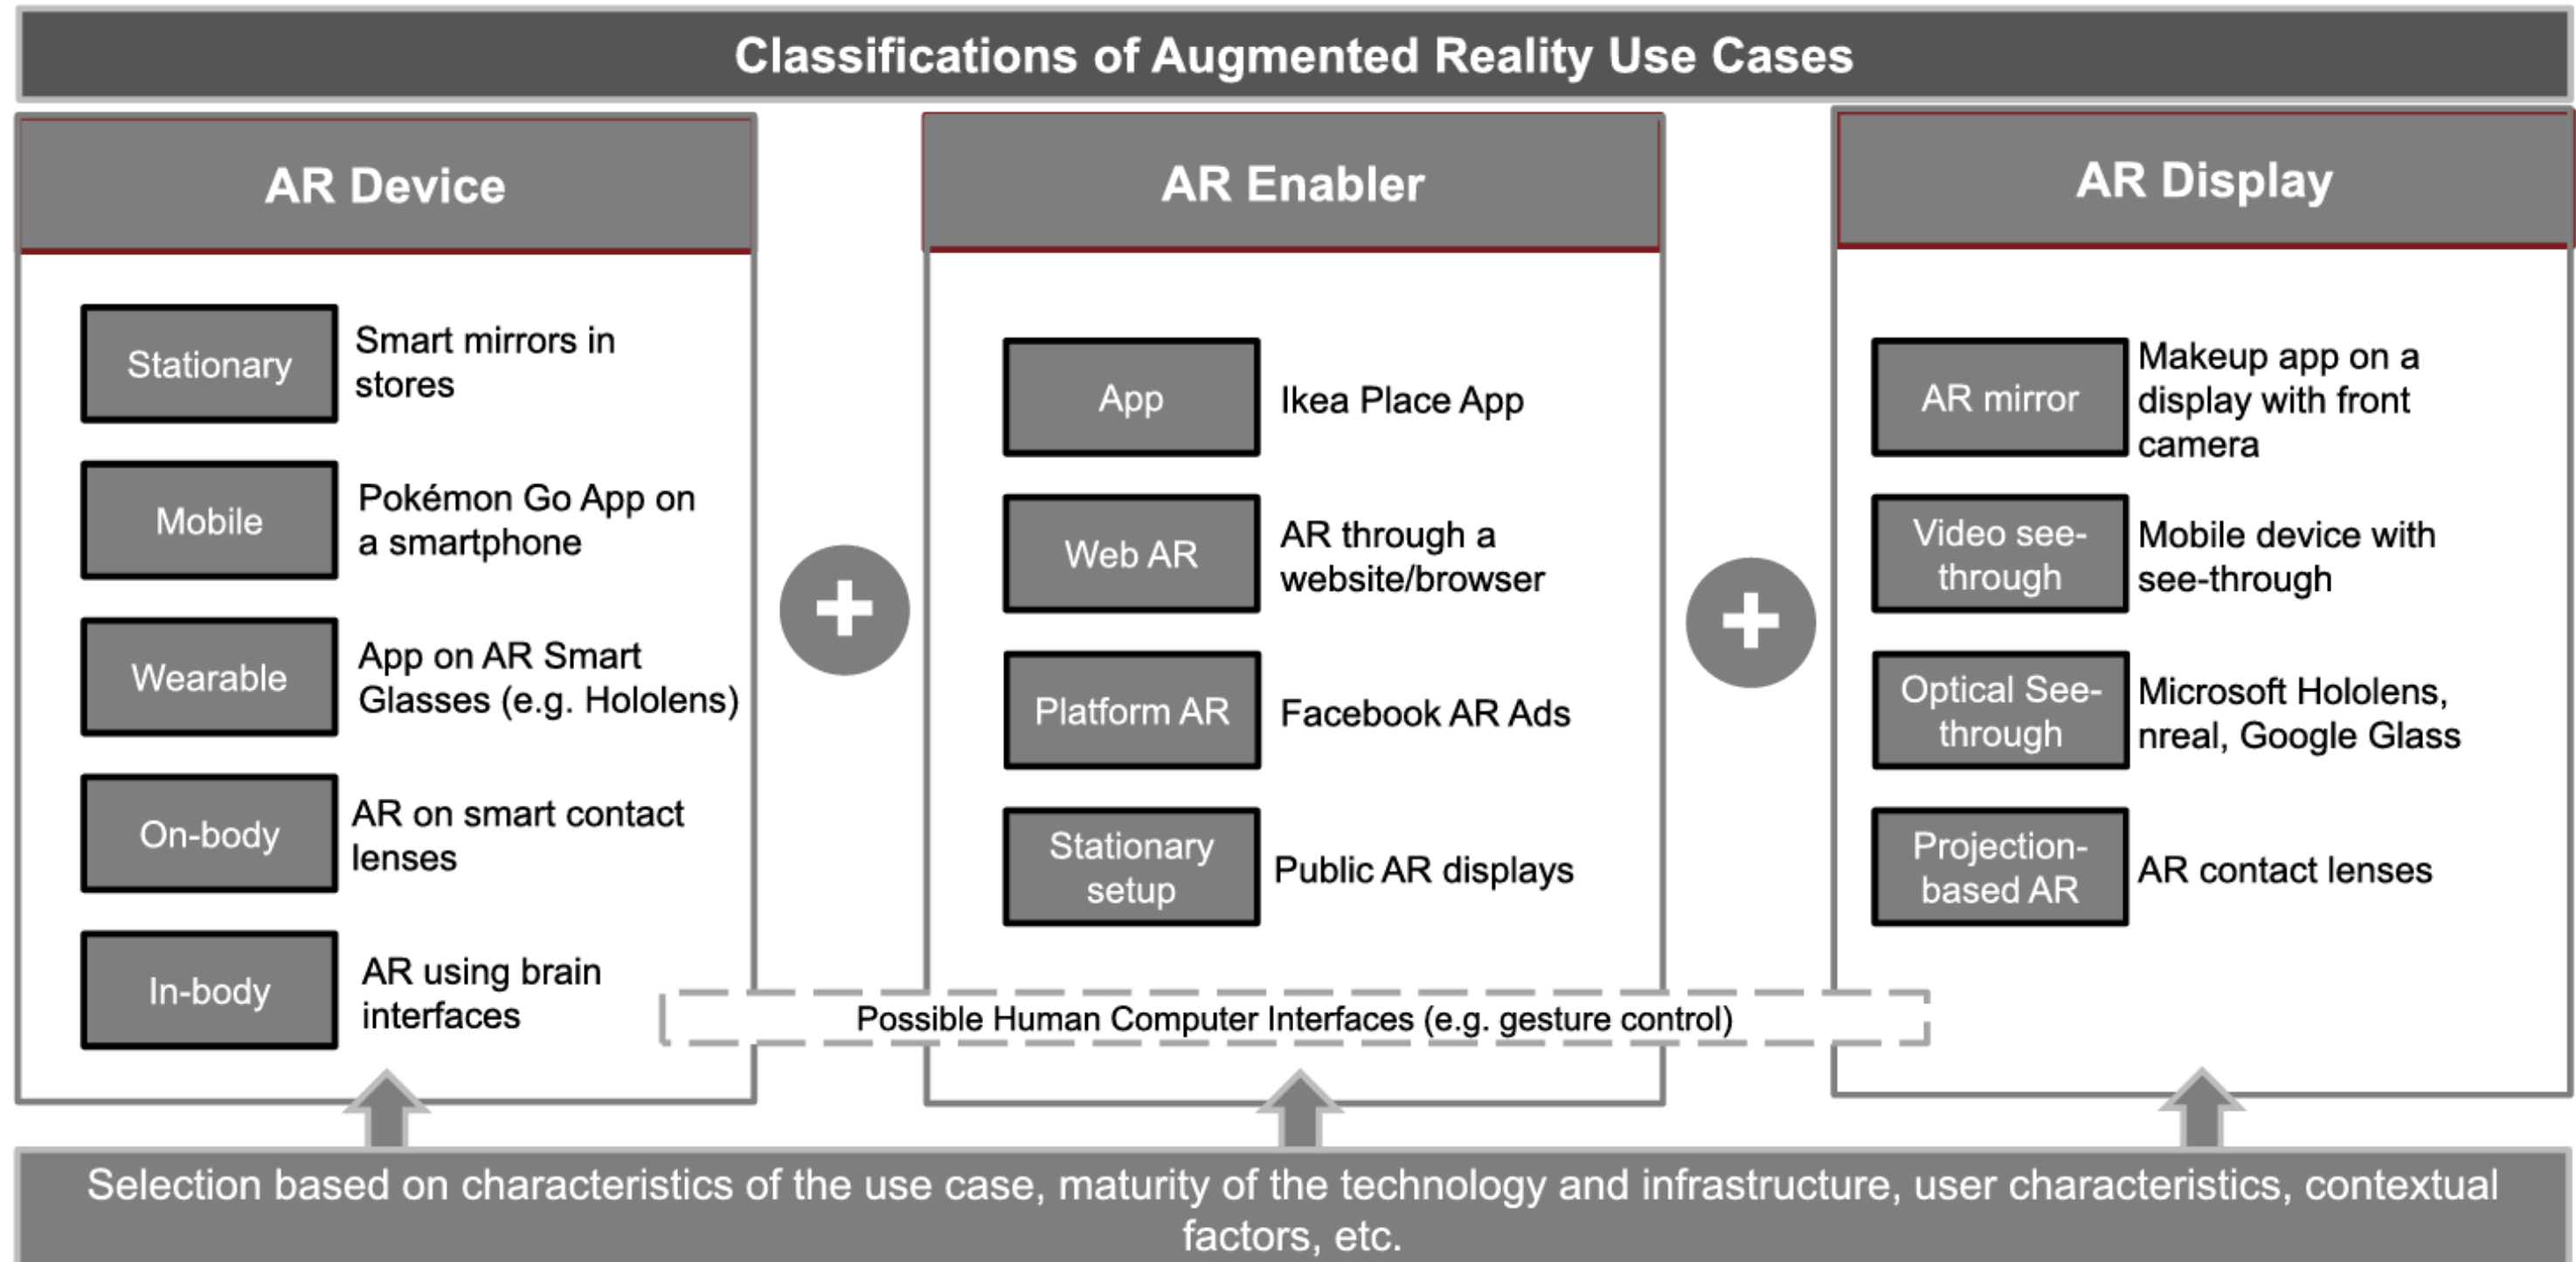 Classifications of Augmented Reality Use Cases
AR Device
Stationary
Smart mirrors in
stores
Mobile
Pokémon Go App on
a smartphone
Wearable
App on AR Smart
Glasses (e.g. Hololens)
On-body
AR on smart contact
lenses
In-body
AR using brain
interfaces
AR Enabler
App
Ikea Place App
Web AR
AR through a
website/browser
Platform AR
Facebook AR Ads
Stationary
setup
Public AR displays
AR Display
AR mirror
Makeup app on a
display with front
camera
Video see-
through
Mobile device with
see-through
Optical See-
through
Microsoft Hololens,
nreal, Google Glass
Projection-
based AR
AR contact lenses
Possible Human Computer Interfaces (e.g. gesture control)
Selection based on characteristics of the use case, maturity of the technology and infrastructure, user characteristics, contextual
factors, etc.